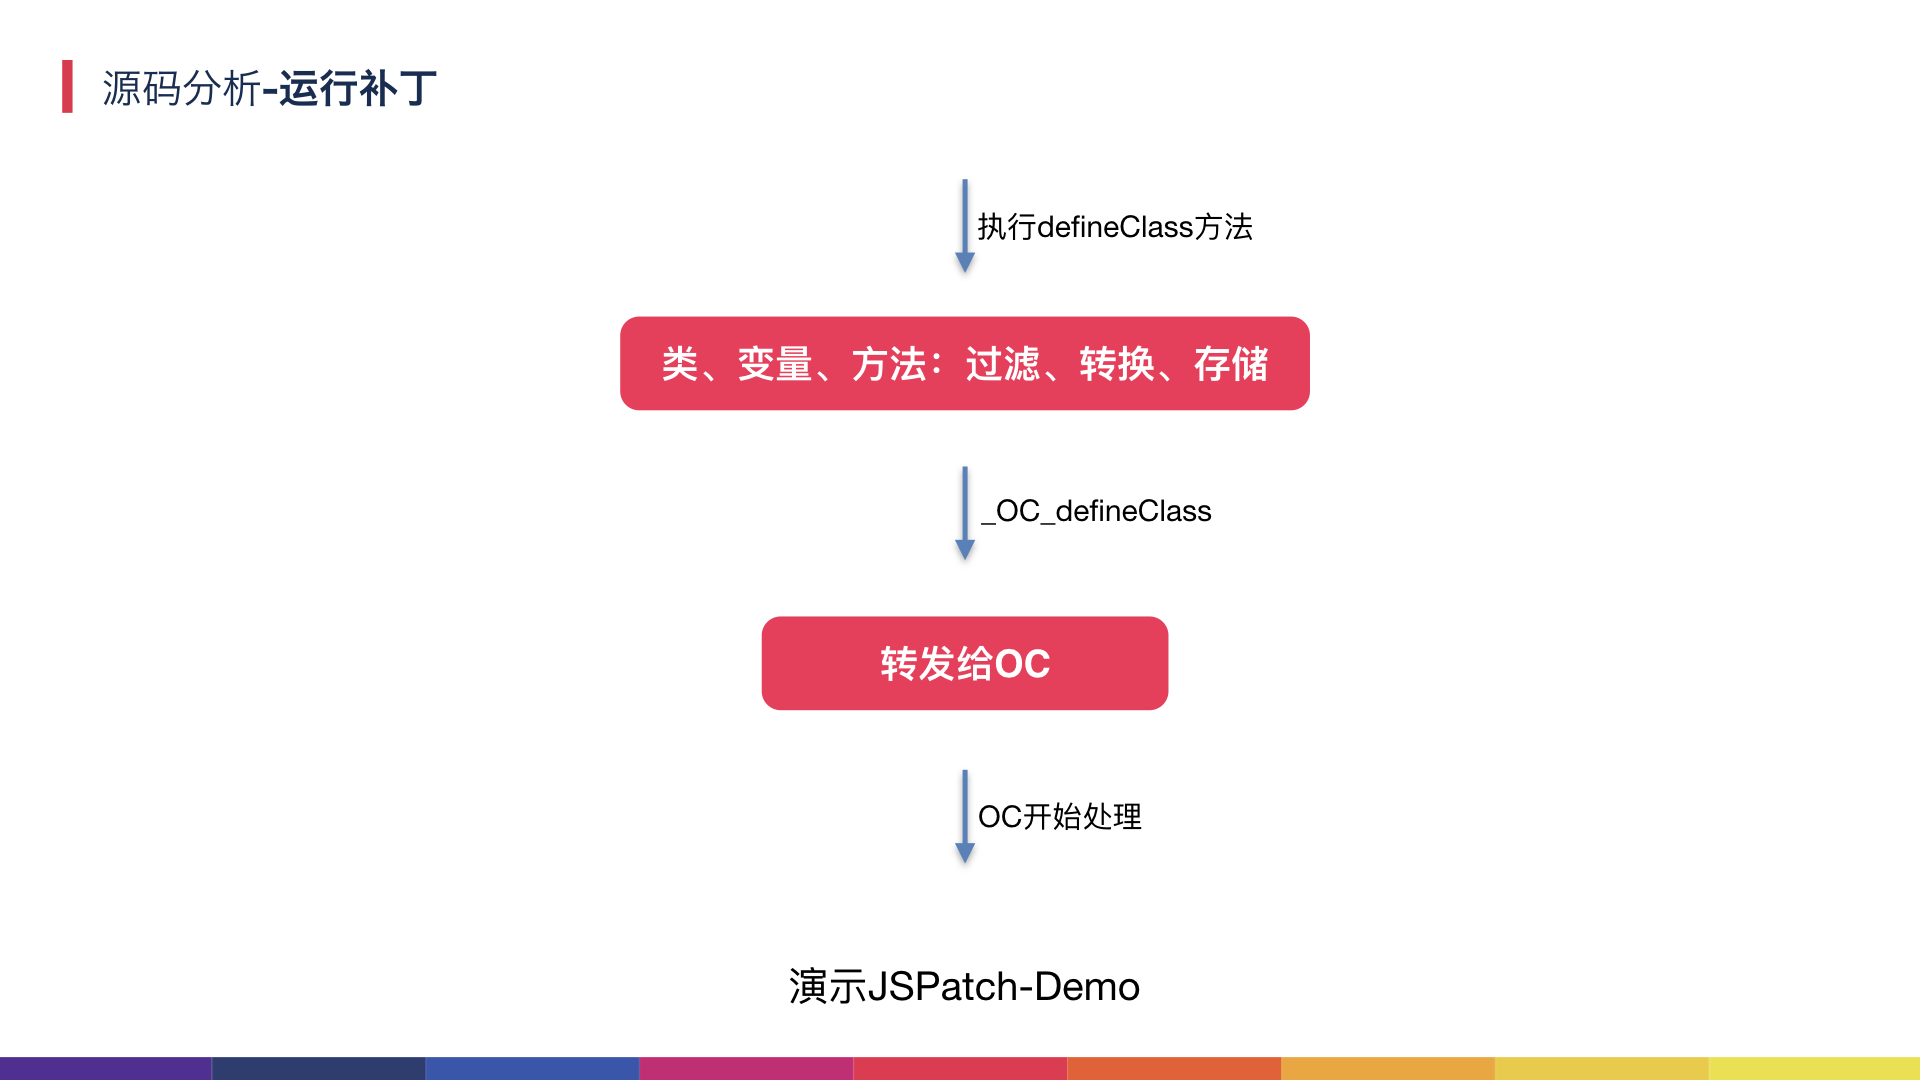 源码分析-运行补丁
执行defineClass方法
类、变量、方法：过滤、转换、存储
_OC_defineClass
转发给OC
OC开始处理
演示JSPatch-Demo